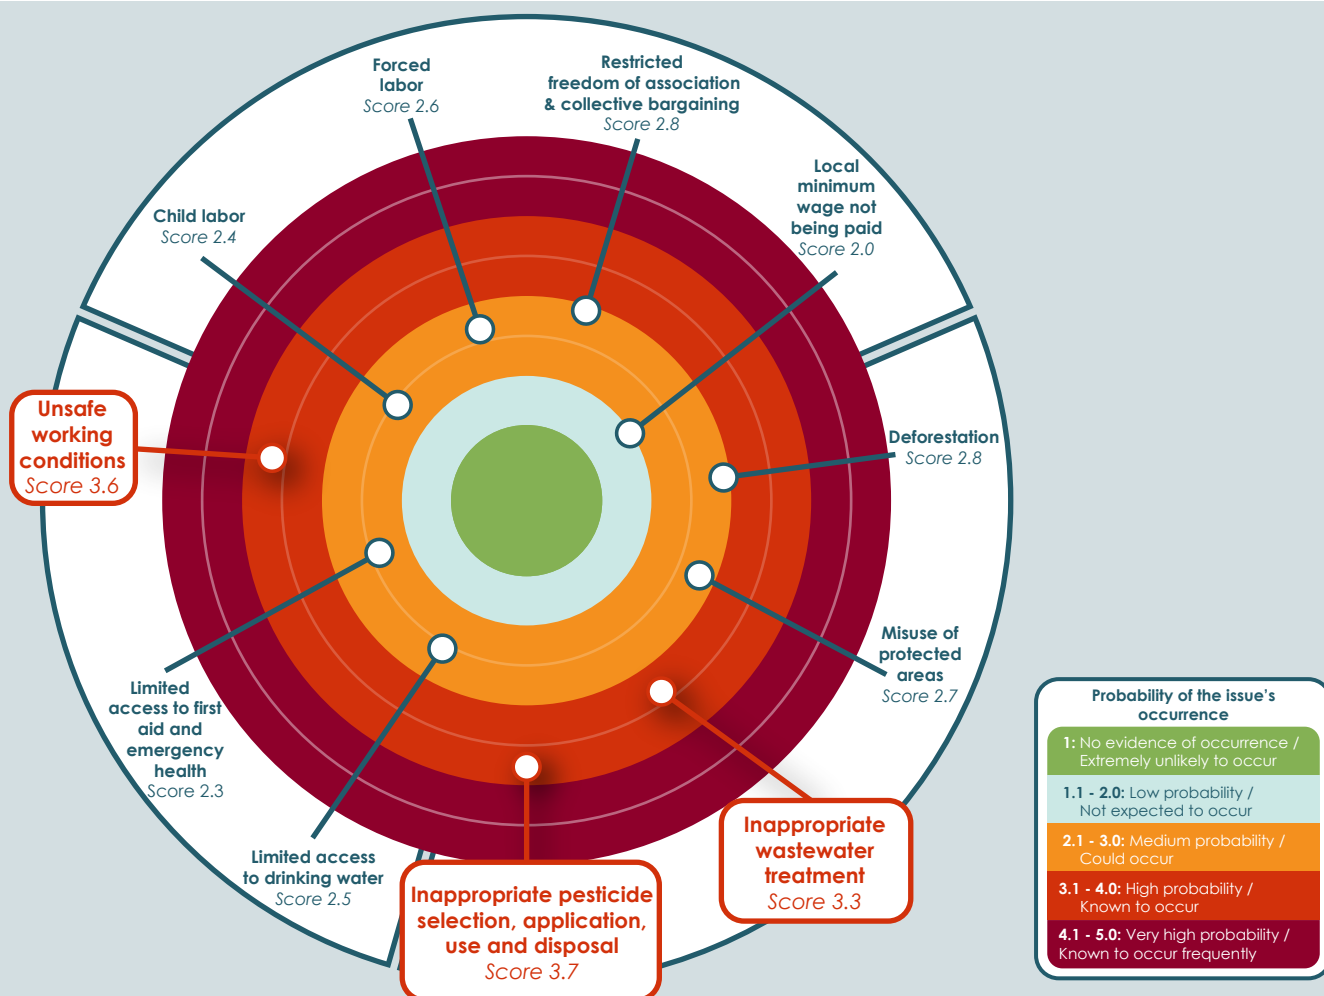 Forced
labor
Score 2.6
Restricted
freedom of association
& collective bargaining
Score 2.8
Local
minimum
wage not
being paid
Score 2.0
Child labor
Score 2.4
Unsafe
working
conditions
Score 3.6
Deforestation
Score 2.8
Misuse of
protected
areas
Score 2.7
Limited
access to first
aid and
emergency
health
Score 2.3
Limited access
to drinking water
Score 2.5
Inappropriate pesticide
selection, application,
use and disposal
Score 3.7
Inappropriate
wastewater
treatment
Score 3.3
Probability of the issue's
occurrence
1: No evidence of occurrence /
Extremely unlikely to occur
1.1 - 2.0: Low probability /
Not expected to occur
2.1 - 3.0: Medium probability /
Could occur
3.1 - 4.0: High probability /
Known to occur
4.1 - 5.0: Very high probability /
Known to occur frequently